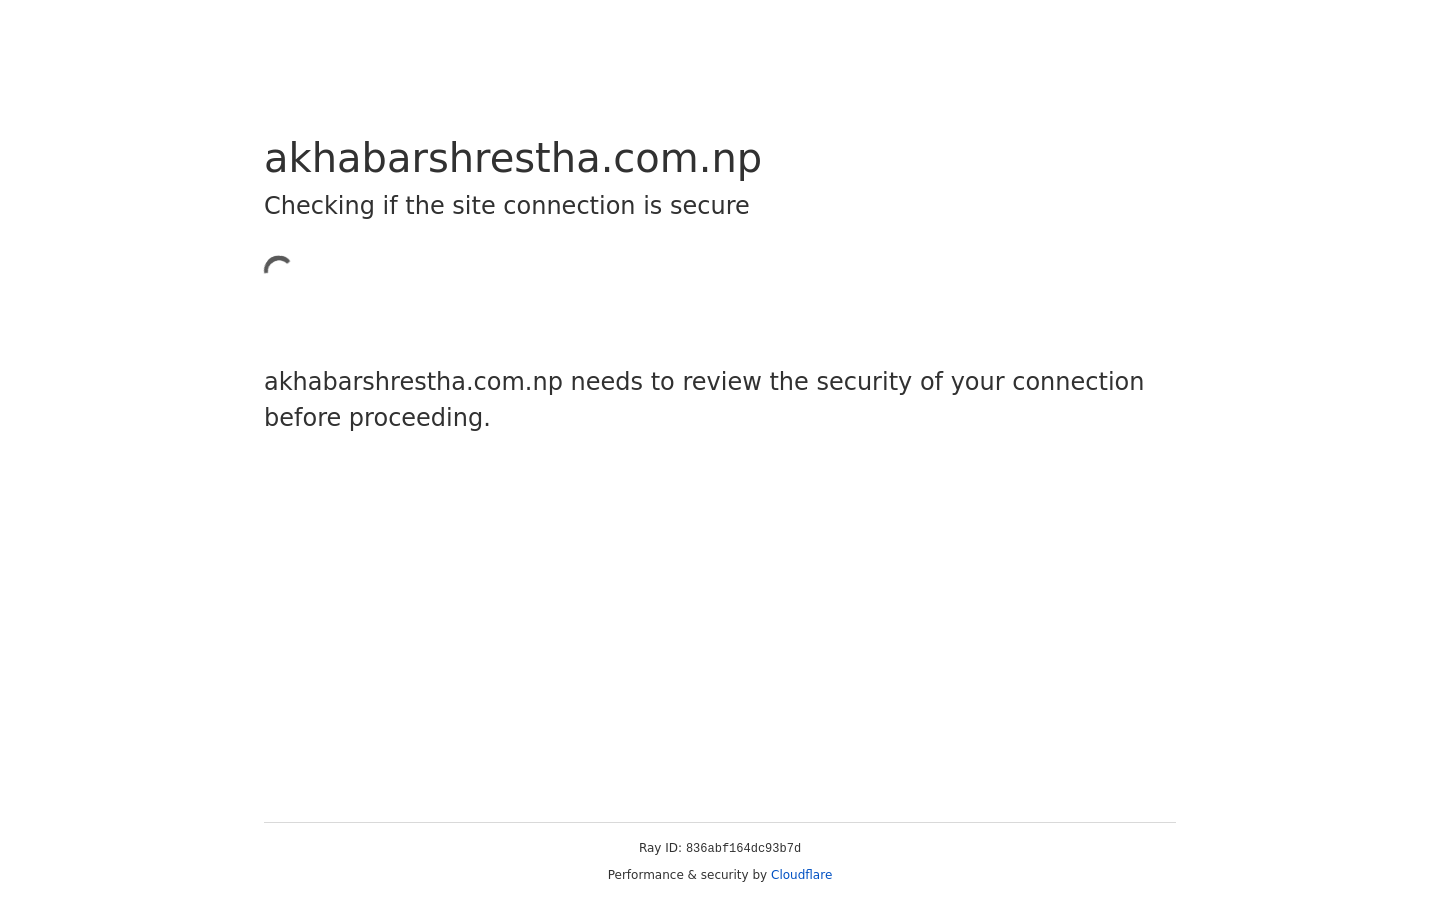 akhabarshrestha.com.np
Checking if the site connection is secure
akhabarshrestha.com.np needs to review the security of your connection
before proceeding.
Ray ID: 836abf164dc93b7d
Performance & security by Cloudflare